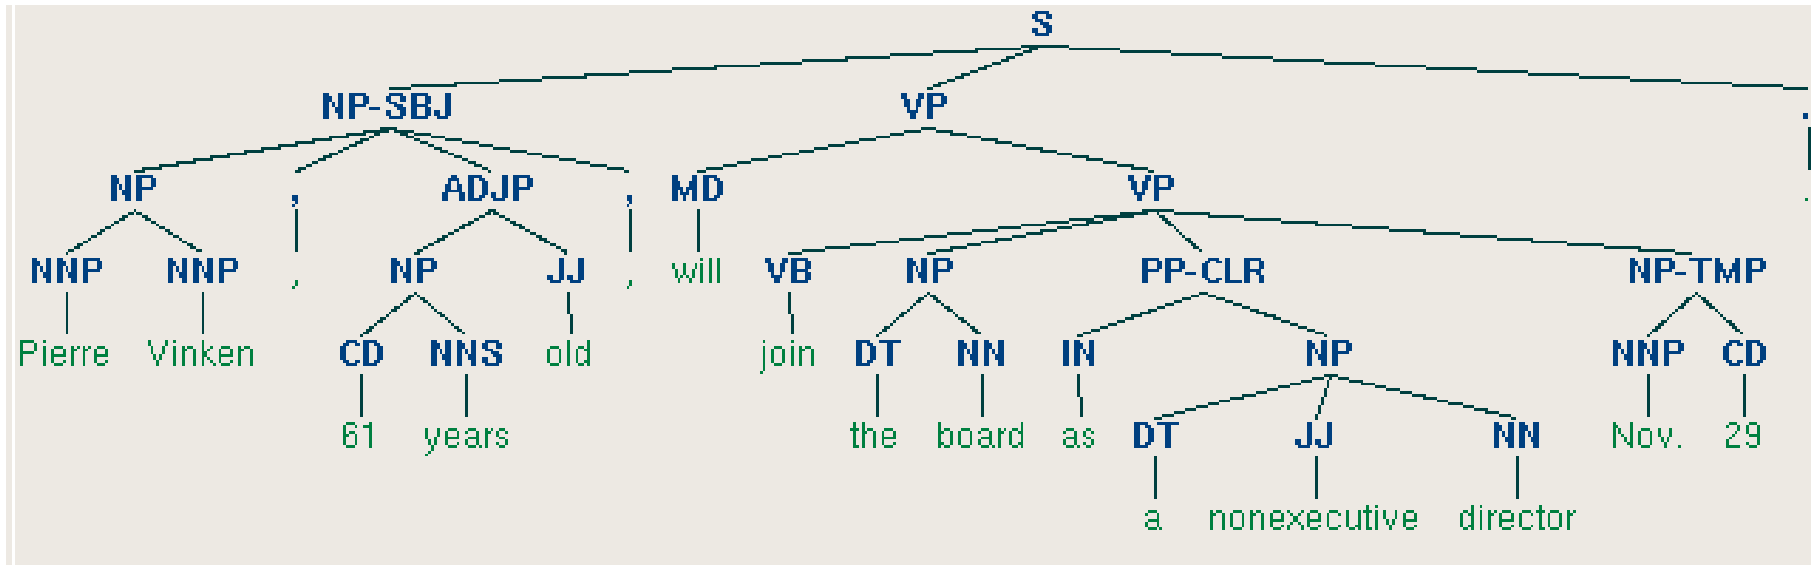 S
NP-SBJ VP .
NP , ADJP , MD VP .
NNP NNP , NP JJ , will VB NP PP-CLR NP-TMP
Pierre Vinken CD NNS old join DT NN IN NP NNP CD
61 years the board as DT JJ NN Nov. 29
a nonexecutive director